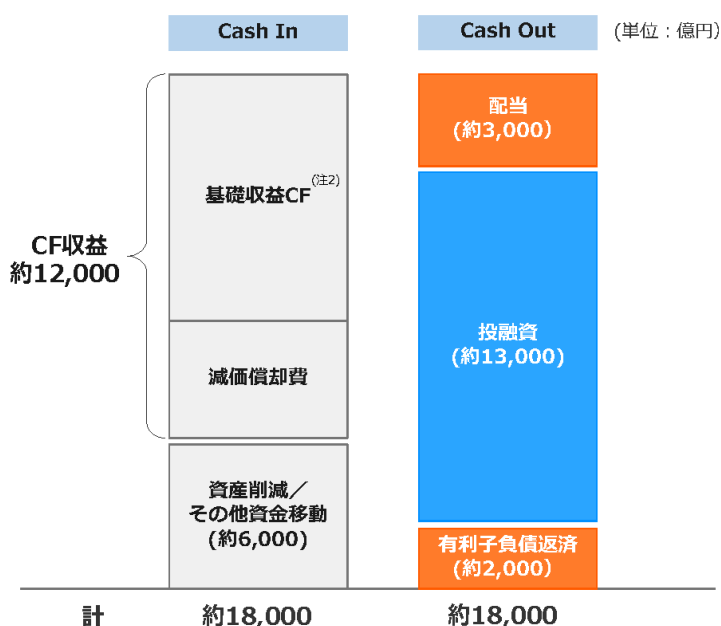 Cash In
Cash Out
(単位：億円)
基礎収益CF(注2)
CF収益
約12,000
減価償却費
資産削減／
その他資金移動
(約6,000)
配当
(約3,000)
投融資
(約13,000)
有利子負債返済
(約2,000)
計
約18,000
約18,000